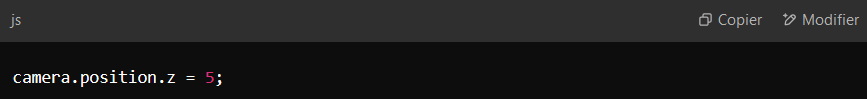 js Copier Modifier
camera.position.z = 5;